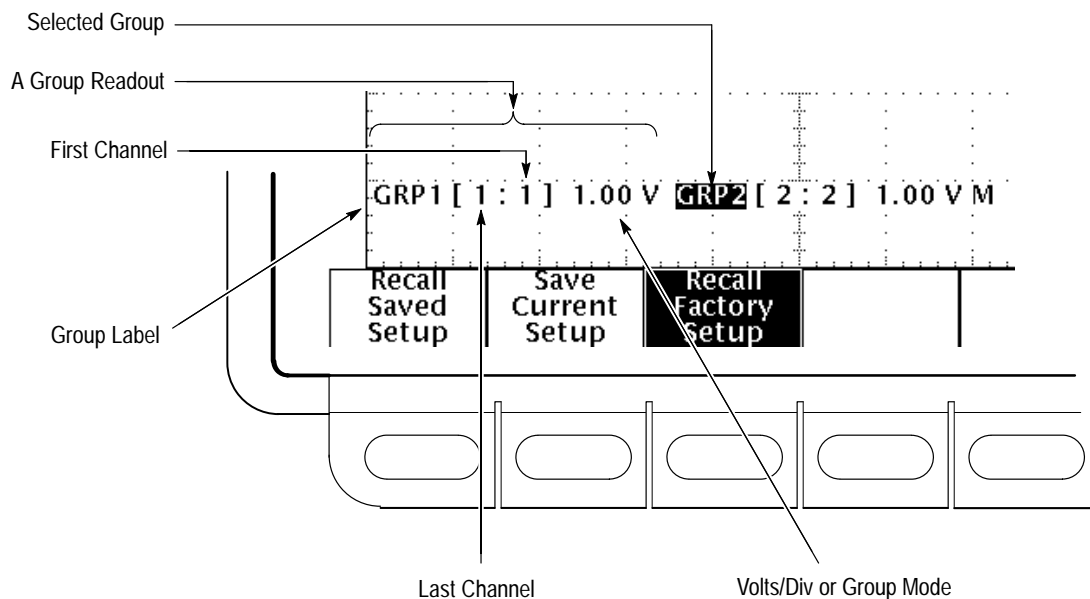 Selected Group
A Group Readout
First Channel
GRP1 [ 1 : 1 ] 1.00 V GRP2 [ 2 : 2 ] 1.00 V M
Recall
Saved
Setup
Save
Current
Setup
Recall
Factory
Setup
Group Label
Last Channel
Volts/Div or Group Mode